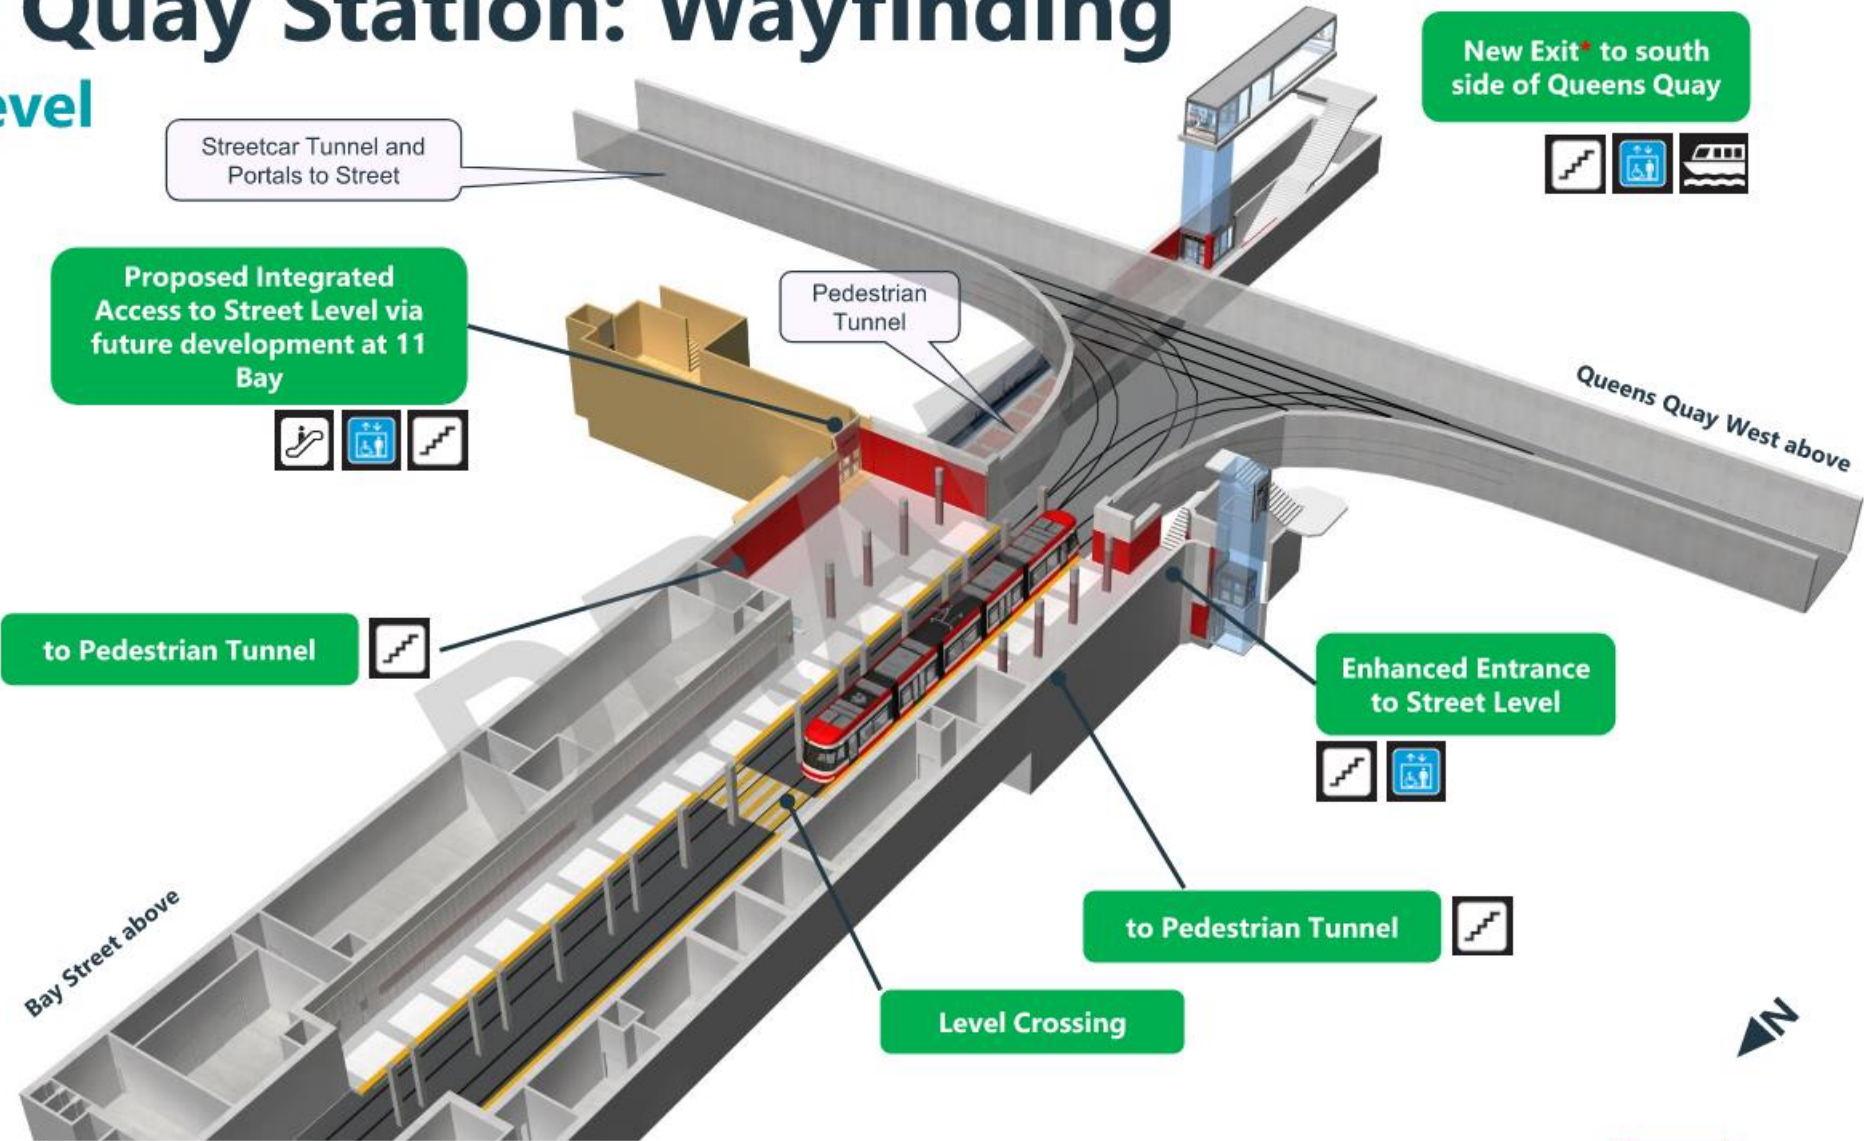 Quay Station: Wayfinding
evel
New Exit* to south
side of Queens Quay
Streetcar Tunnel and
Portals to Street
Proposed Integrated
Access to Street Level via
future development at 11
Bay
Pedestrian
Tunnel
Queens Quay West above
to Pedestrian Tunnel
Enhanced Entrance
to Street Level
Bay Street above
to Pedestrian Tunnel
Level Crossing
N